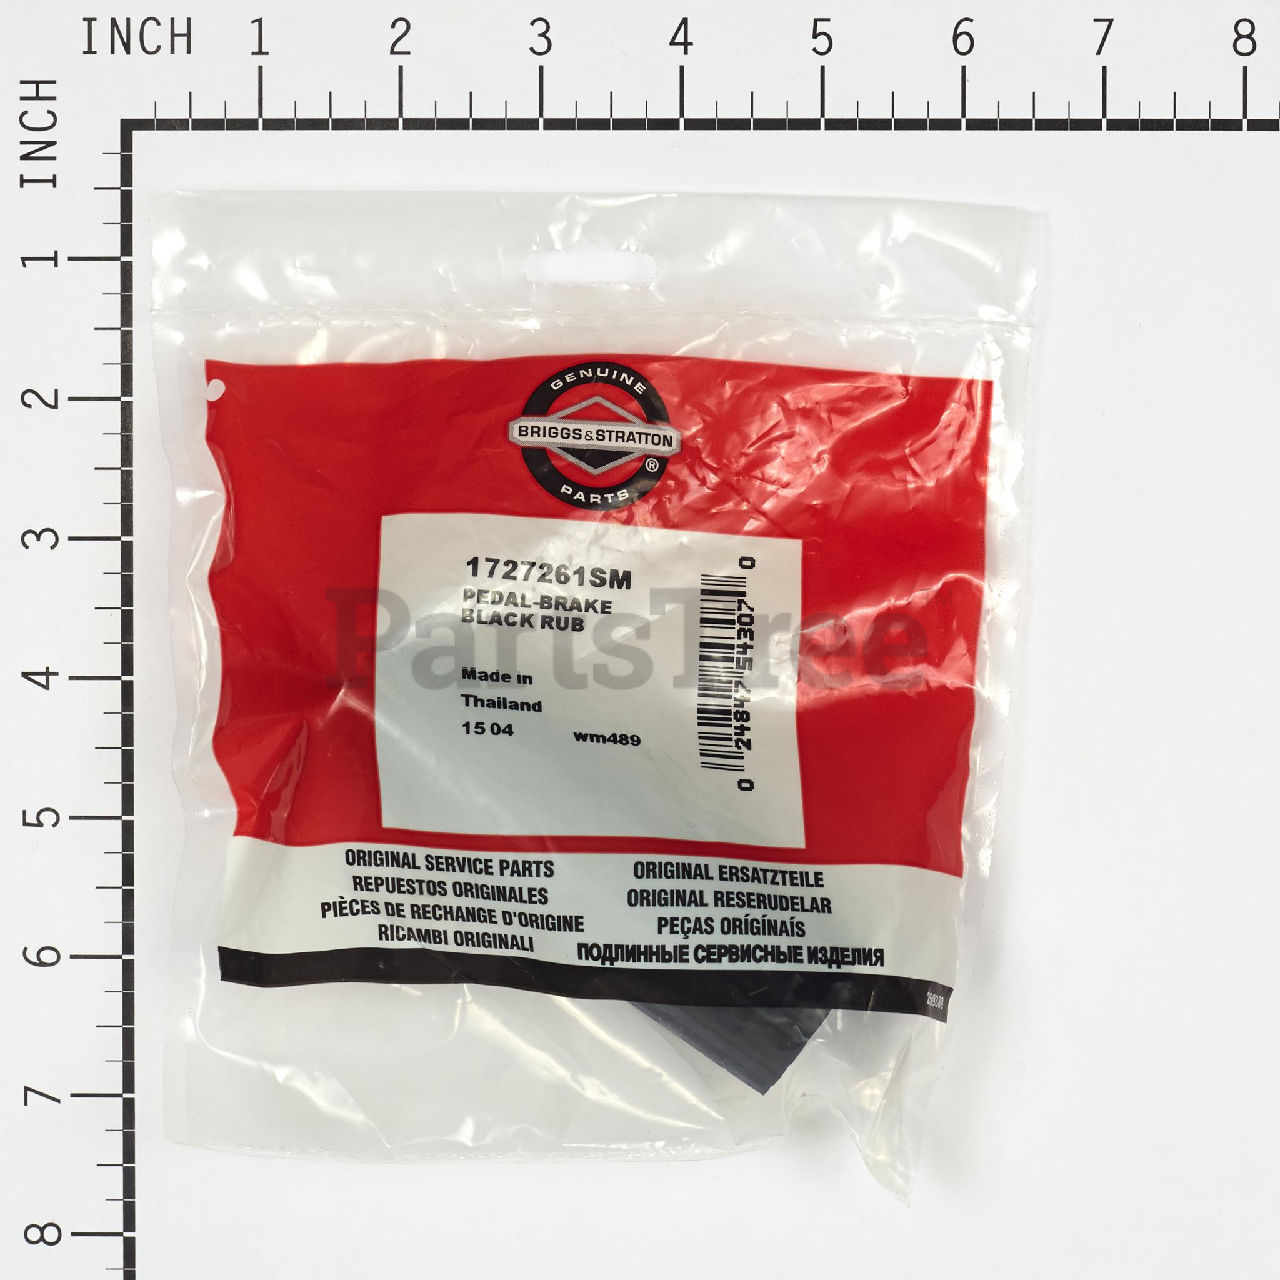 INCH 1 2 3 4 5 6 7 8
INCH
1
2
3
4
5
6
7
8
GENUINE
BRIGGS&STRATTON
®
PARTS
1727261SM
PEDAL-BRAKE
BLACK RUB
Made in
Thailand
15 04 wm489
0 24847 54307 0
PartsTree
ORIGINAL SERVICE PARTS
REPUESTOS ORIGINALES
PIÈCES DE RECHANGE D'ORIGINE
RICAMBI ORIGINALI
ORIGINAL ERSATZTEILE
ORIGINAL RESERUDELAR
PEÇAS ORÍGÍNAÍS
ПОДЛИННЫЕ СЕРВИСНЫЕ ИЗДЕЛИЯ